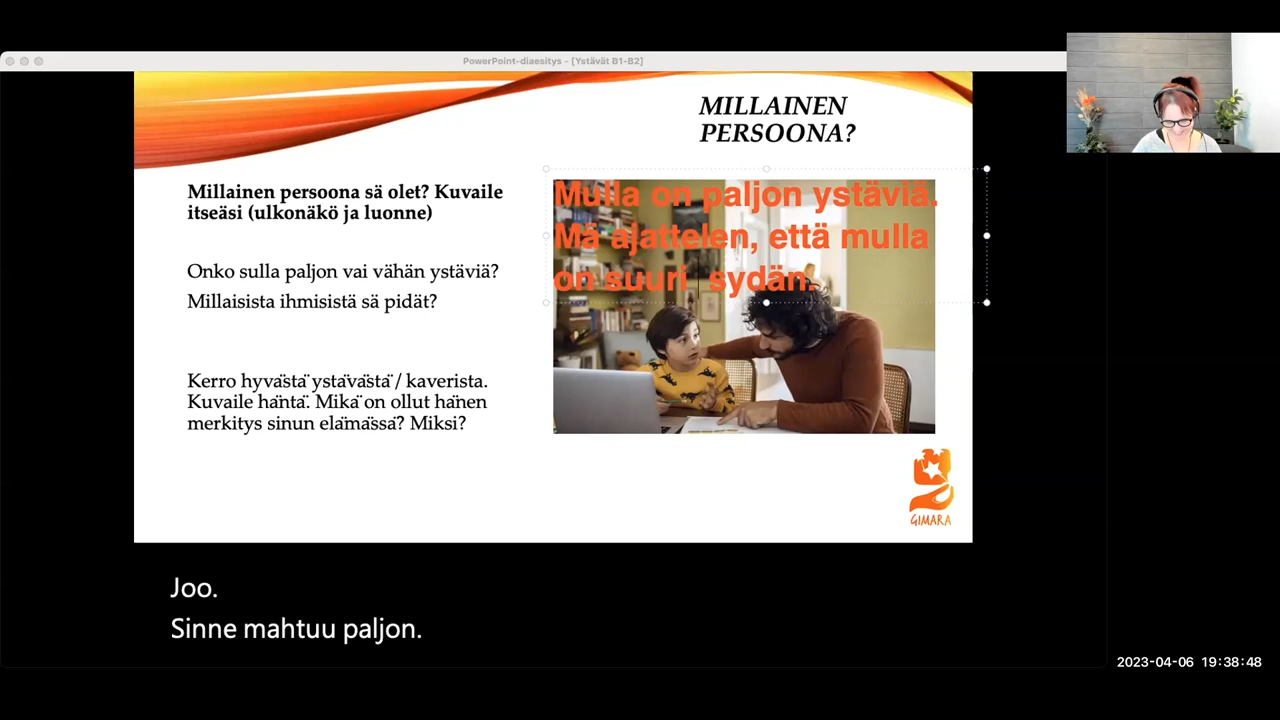 PowerPoint-diaesitys - [Ystävät B1-B2]
MILLAINEN
PERSOONA?
Millainen persoona sä olet? Kuvaile
itseäsi (ulkonäkö ja luonne)
Onko sulla paljon vai vähän ystäviä?
Millaisista ihmisistä sä pidät?
Kerro hyvästä ystävästä / kaverista.
Kuvaile häntä. Mikä on ollut hänen
merkitys sinun elämässä? Miksi?
Mulla on paljon ystäviä.
Mä ajattelen, että mulla
on suuri sydän.
GIMARA
Joo.
Sinne mahtuu paljon.
2023-04-06 19:38:48